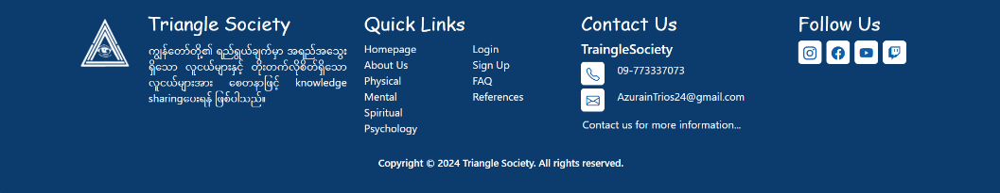 Triangle Society
ကျွန်တော်တို့၏ ရည်ရွယ်ချက်မှာ အရည်အသွေး
ရှိသော လူငယ်များနှင့် တိုးတက်လိုစိတ်ရှိသော
လူငယ်များအား စေတနာဖြင့် knowledge
sharingပေးရန် ဖြစ်ပါသည်။
Quick Links
Homepage
About Us
Physical
Mental
Spiritual
Psychology
Login
Sign Up
FAQ
References
Contact Us
TraingleSociety
09-773337073
AzurainTrios24@gmail.com
Contact us for more information...
Follow Us
Copyright © 2024 Triangle Society. All rights reserved.